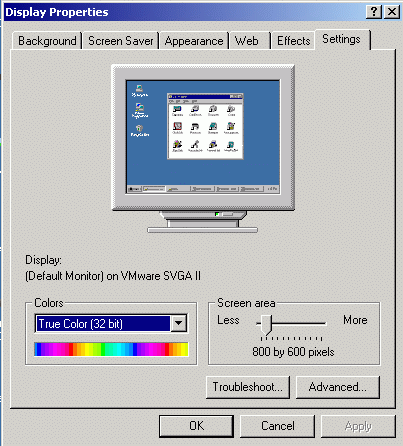 Display Properties
Background Screen Saver Appearance Web Effects Settings
Display:
(Default Monitor) on VMware SVGA II
Colors
True Color (32 bit)
Screen area
Less More
800 by 600 pixels
Troubleshoot... Advanced...
OK Cancel Apply